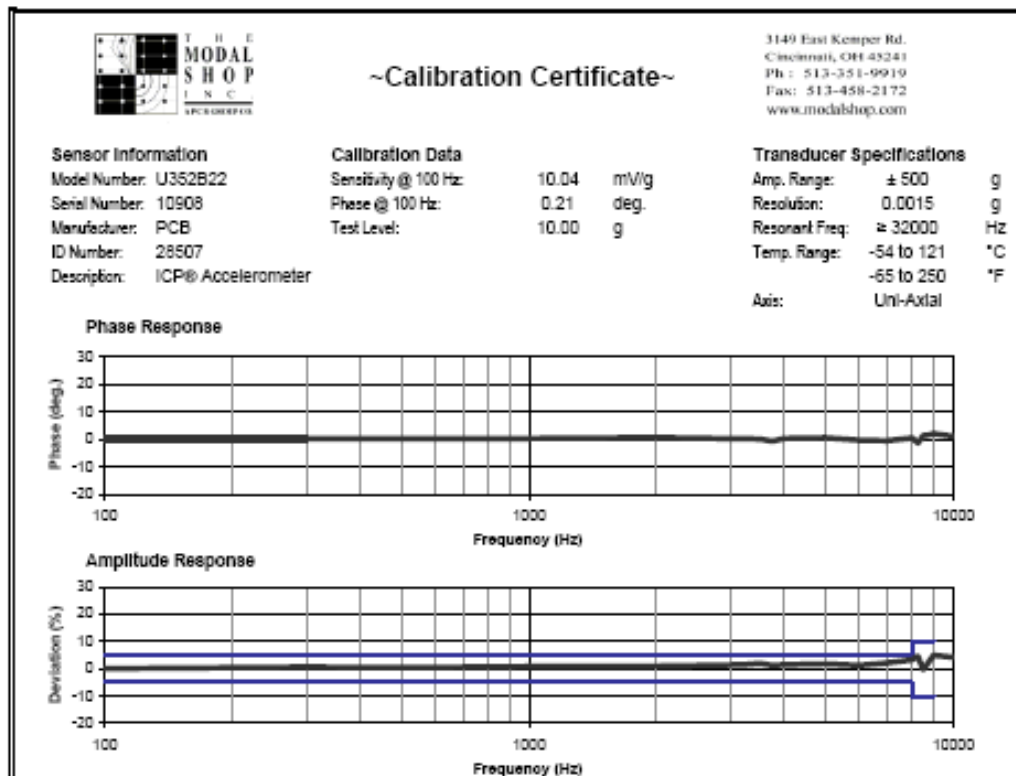 THE
MODAL
SHOP
INC.
A PCB GROUP CO.
~Calibration Certificate~
3149 East Kemper Rd.
Cincinnati, OH 45241
Ph : 513-351-9919
Fax: 513-458-2172
www.modalshop.com
Sensor Information
Model Number: U352B22
Serial Number: 10908
Manufacturer: PCB
ID Number: 28507
Description: ICP® Accelerometer
Calibration Data
Sensitivity @ 100 Hz: 10.04 mV/g
Phase @ 100 Hz: 0.21 deg.
Test Level: 10.00 g
Transducer Specifications
Amp. Range: ± 500 g
Resolution: 0.0015 g
Resonant Freq: ≥ 32000 Hz
Temp. Range: -54 to 121 °C
-65 to 250 °F
Axis: Uni-Axial
Phase Response
Phase (deg.)
30
20
10
0
-10
-20
100 1000 10000
Frequency (Hz)
Amplitude Response
Deviation (%)
30
20
10
0
-10
-20
100 1000 10000
Frequency (Hz)